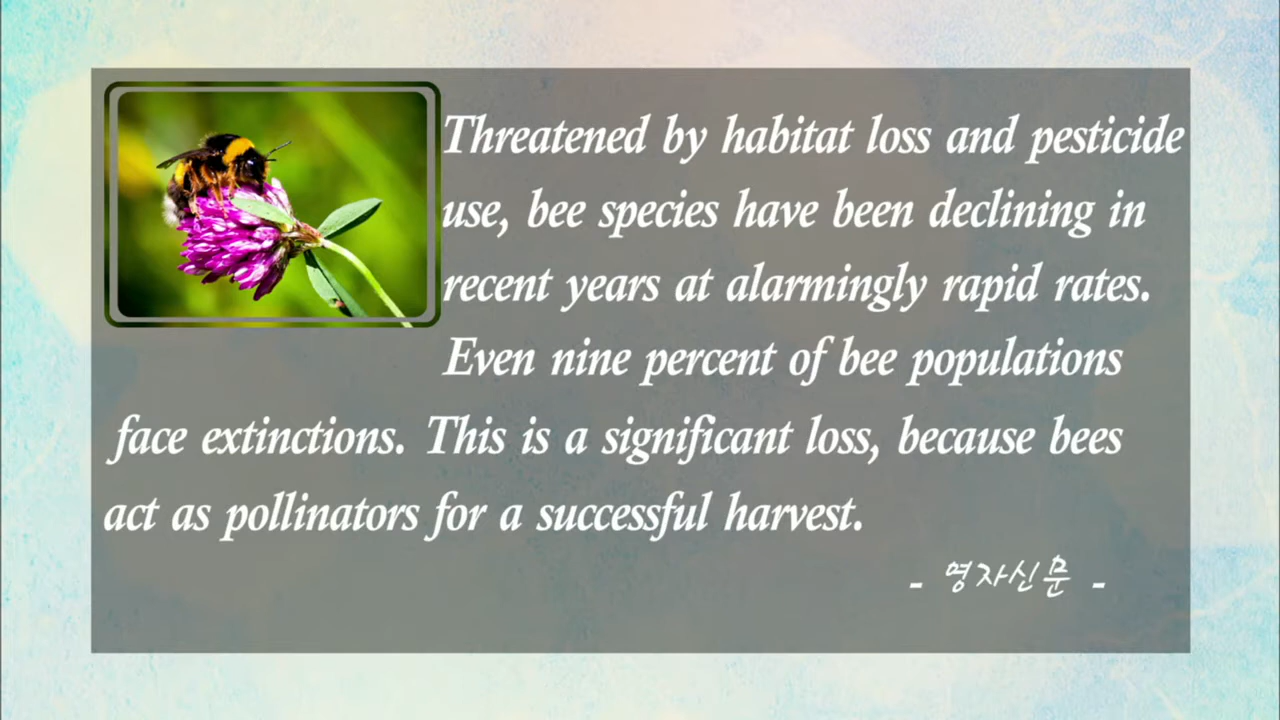 Threatened by habitat loss and pesticide
use, bee species have been declining in
recent years at alarmingly rapid rates.
Even nine percent of bee populations
face extinctions. This is a significant loss, because bees
act as pollinators for a successful harvest.
- 명자신문 -